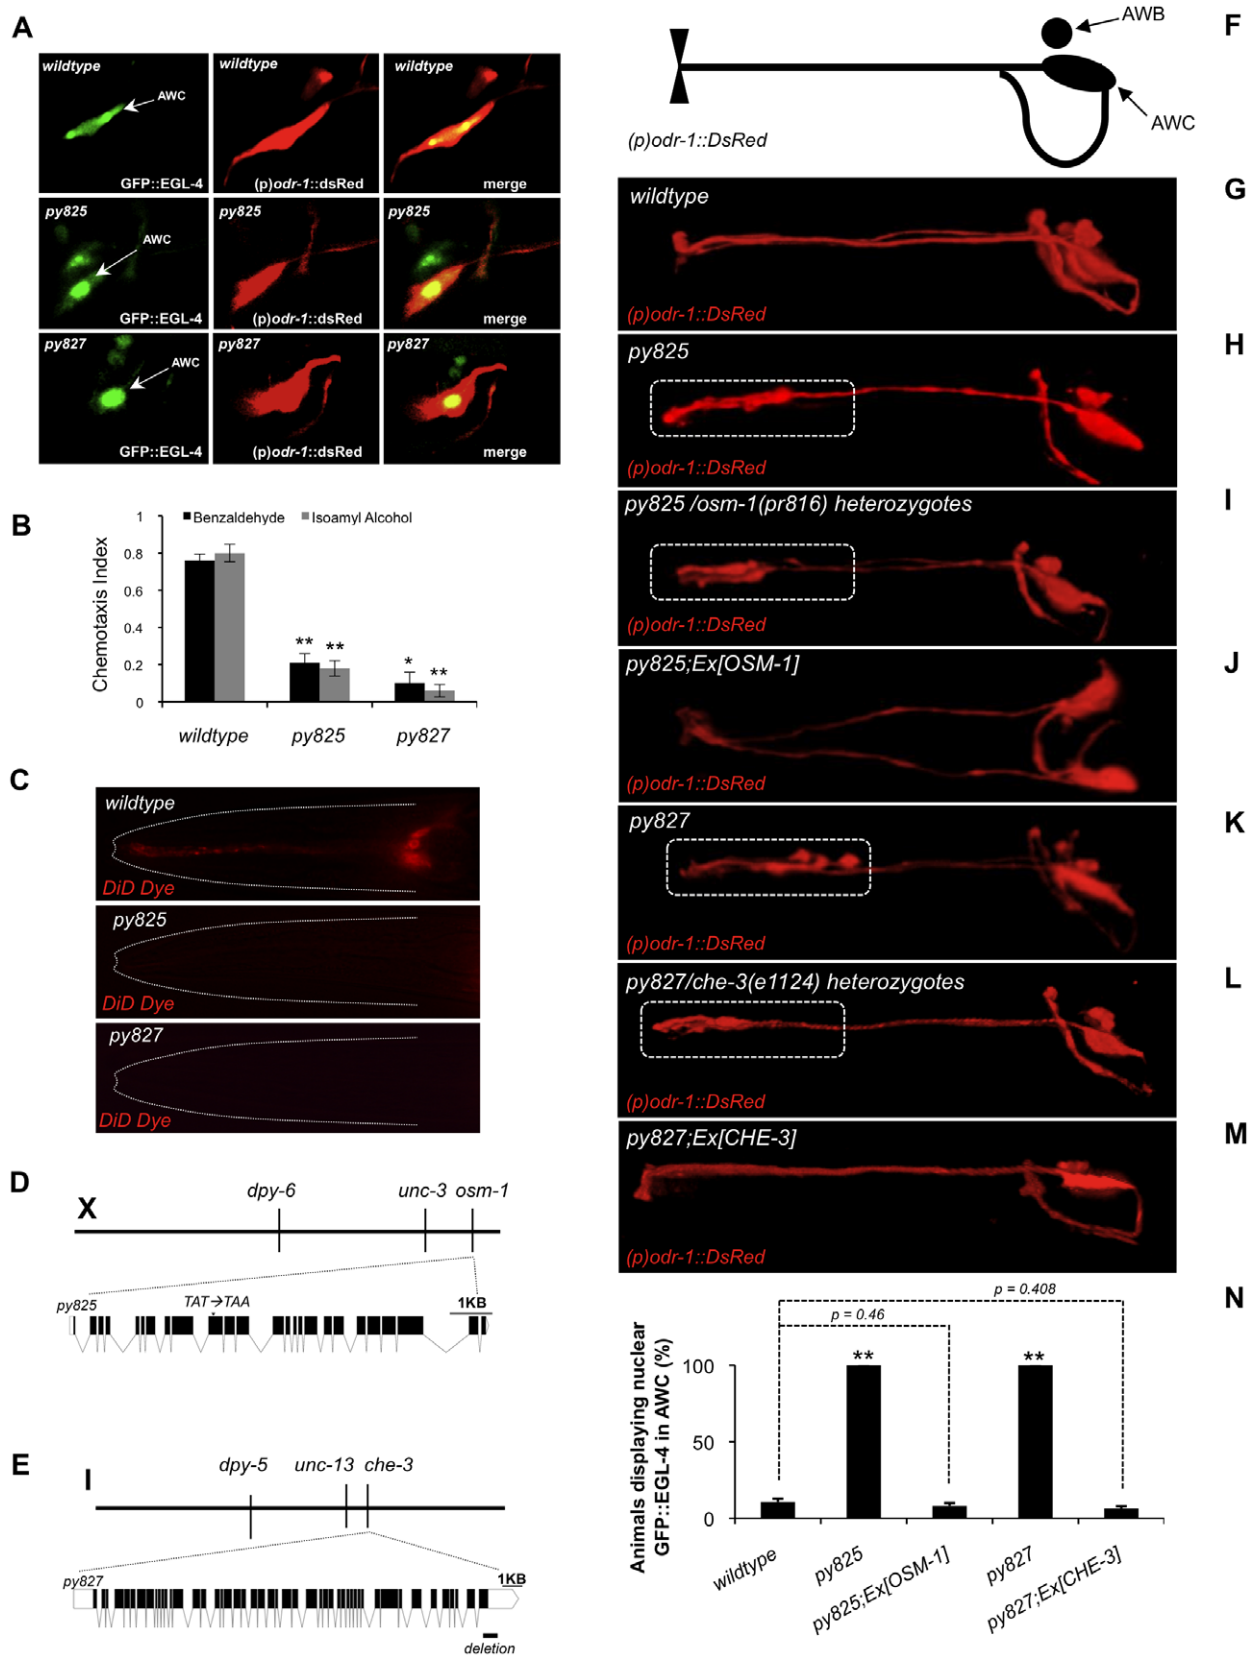 A
wildtype
AWC
GFP::EGL-4
wildtype
(p)odr-1::dsRed
wildtype
merge
py825
AWC
GFP::EGL-4
py825
(p)odr-1::dsRed
py825
merge
py827
AWC
GFP::EGL-4
py827
(p)odr-1::dsRed
py827
merge
B
Chemotaxis Index
1
0.8
0.6
0.4
0.2
0
Benzaldehyde
Isoamyl Alcohol
** ** * **
wildtype py825 py827
C
wildtype
DiD Dye
py825
DiD Dye
py827
DiD Dye
D
X
dpy-6 unc-3 osm-1
py825
TAT→TAA
1KB
E
I
dpy-5 unc-13 che-3
py827
1KB
deletion
F
AWB
AWC
(p)odr-1::DsRed
G
wildtype
(p)odr-1::DsRed
H
py825
(p)odr-1::DsRed
I
py825 /osm-1(pr816) heterozygotes
(p)odr-1::DsRed
J
py825;Ex[OSM-1]
(p)odr-1::DsRed
K
py827
(p)odr-1::DsRed
L
py827/che-3(e1124) heterozygotes
(p)odr-1::DsRed
M
py827;Ex[CHE-3]
(p)odr-1::DsRed
N
p = 0.408
p = 0.46
Animals displaying nuclear
GFP::EGL-4 in AWC (%)
100
50
0
** **
wildtype
py825
py825;Ex[OSM-1]
py827
py827;Ex[CHE-3]